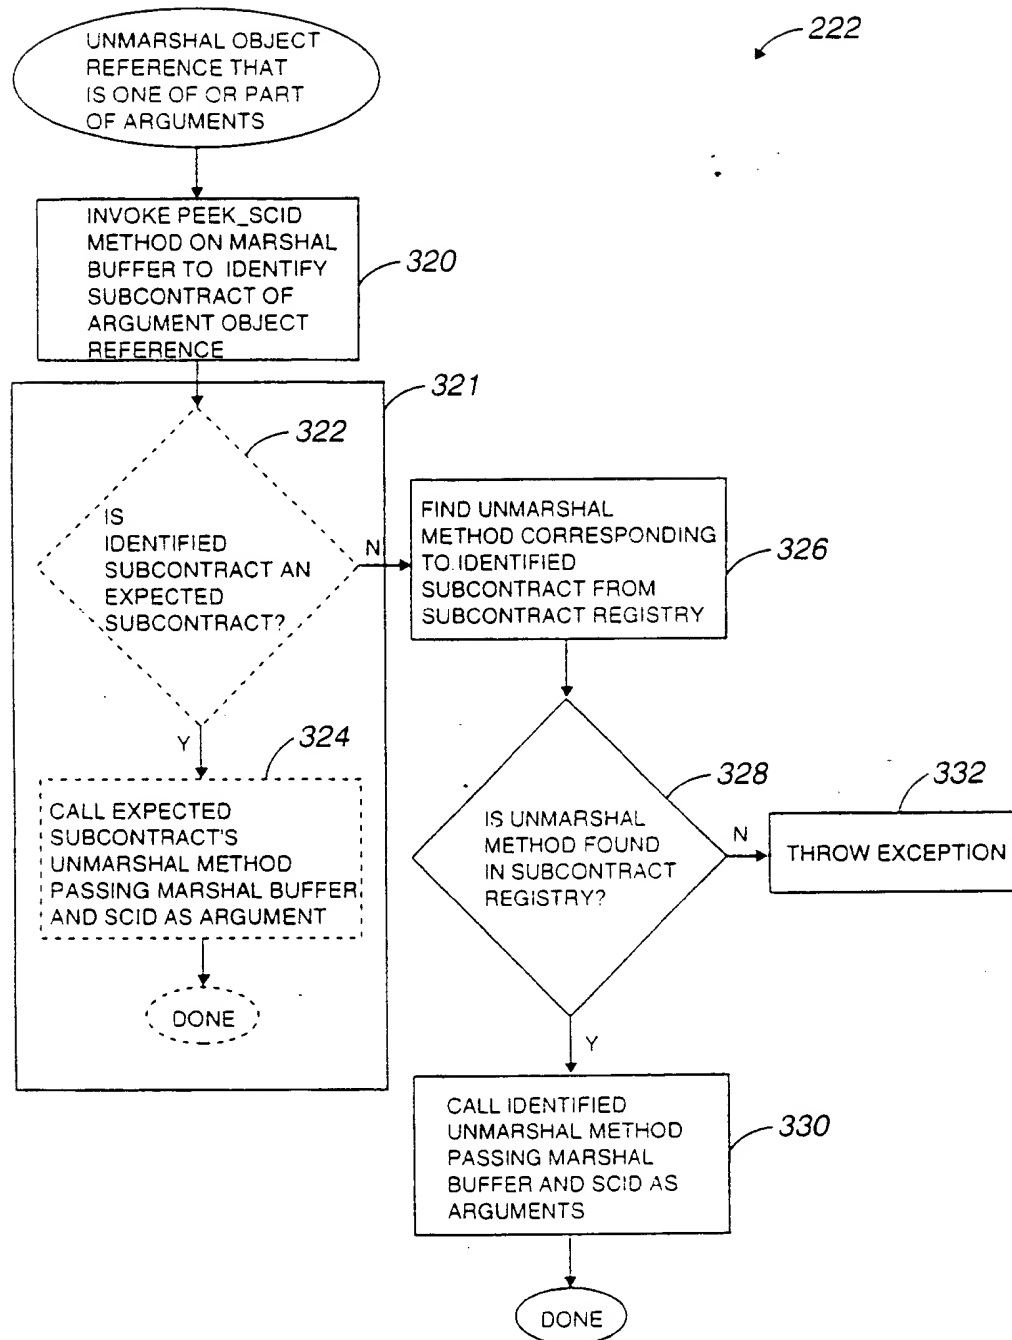 UNMARSHAL OBJECT
REFERENCE THAT
IS ONE OF OR PART
OF ARGUMENTS
222
INVOKE PEEK_SCID
METHOD ON MARSHAL
BUFFER TO IDENTIFY
SUBCONTRACT OF
ARGUMENT OBJECT
REFERENCE
320
321
322
IS
IDENTIFIED
SUBCONTRACT AN
EXPECTED
SUBCONTRACT?
N
Y
324
CALL EXPECTED
SUBCONTRACT'S
UNMARSHAL METHOD
PASSING MARSHAL BUFFER
AND SCID AS ARGUMENT
DONE
FIND UNMARSHAL
METHOD CORRESPONDING
TO IDENTIFIED
SUBCONTRACT FROM
SUBCONTRACT REGISTRY
326
328
IS UNMARSHAL
METHOD FOUND
IN SUBCONTRACT
REGISTRY?
N
332
THROW EXCEPTION
Y
CALL IDENTIFIED
UNMARSHAL METHOD
PASSING MARSHAL
BUFFER AND SCID AS
ARGUMENTS
330
DONE